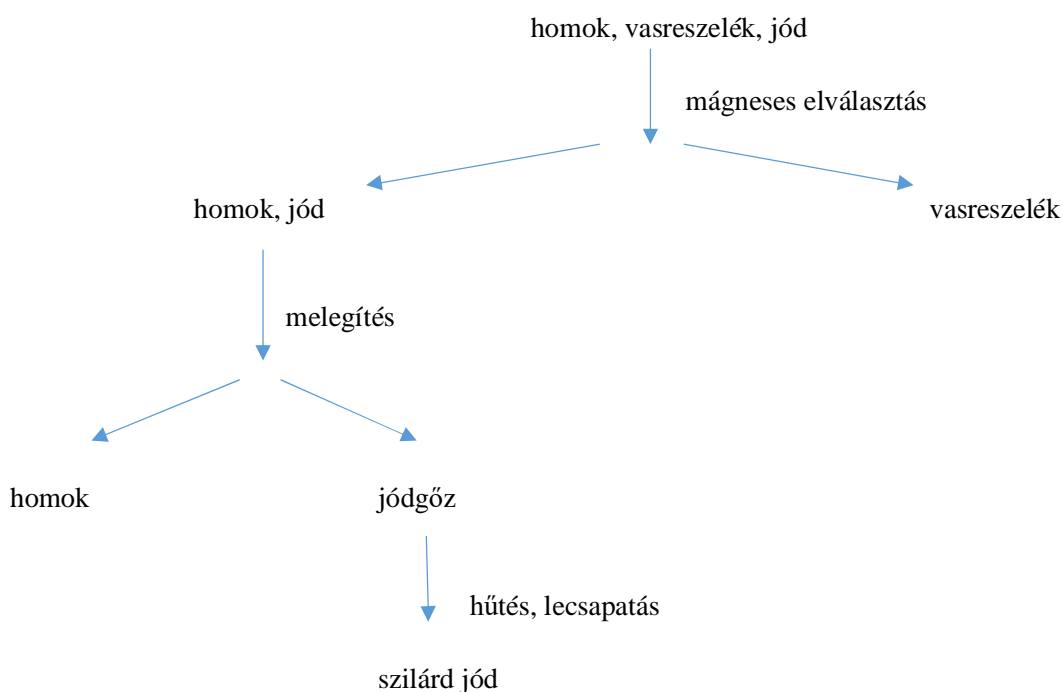 homok, vasreszelék, jód
mágneses elválasztás
homok, jód
vasreszelék
melegítés
homok
jódgőz
hűtés, lecsapatás
szilárd jód